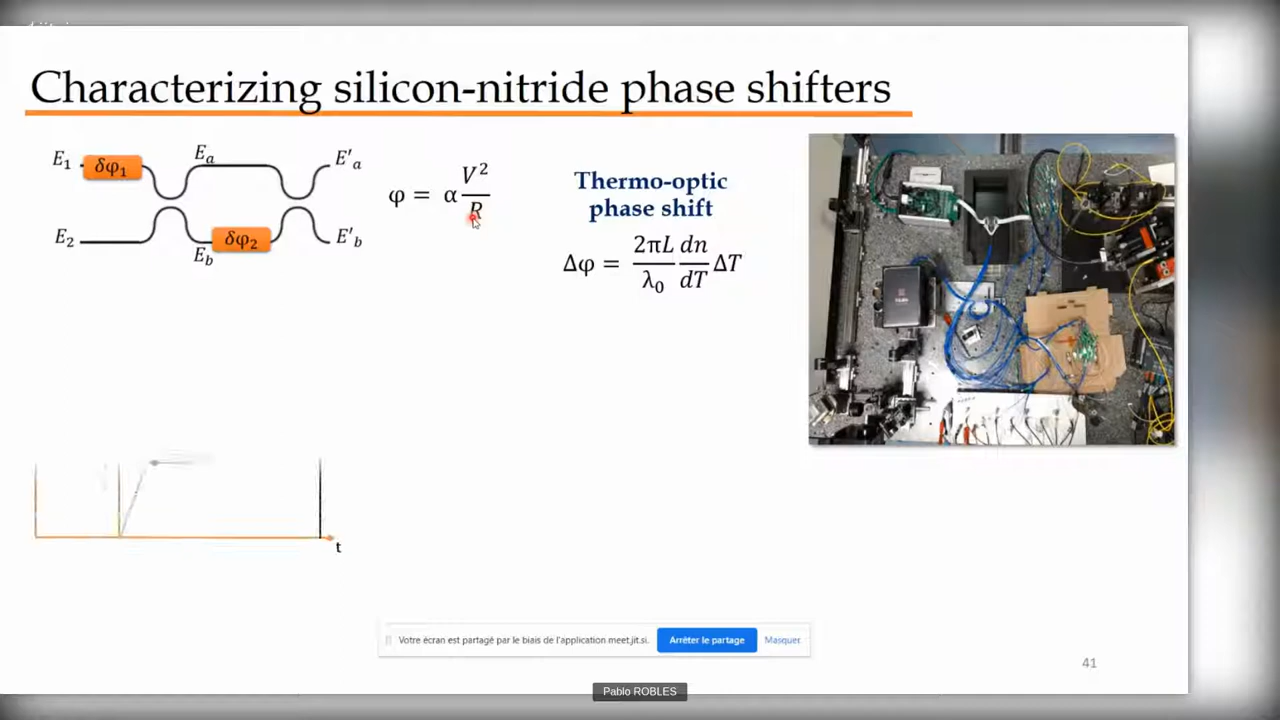 Characterizing silicon-nitride phase shifters
E₁ δφ₁ Eₐ E'ₐ
E₂ E_b δφ₂ E'_b
φ = α V²/R
Thermo-optic
phase shift
Δφ = 2πL/λ₀ dn/dT ΔT
t
Votre écran est partagé par le biais de l'application meet.jit.si.
Arrêter le partage
Masquer
41
Pablo ROBLES